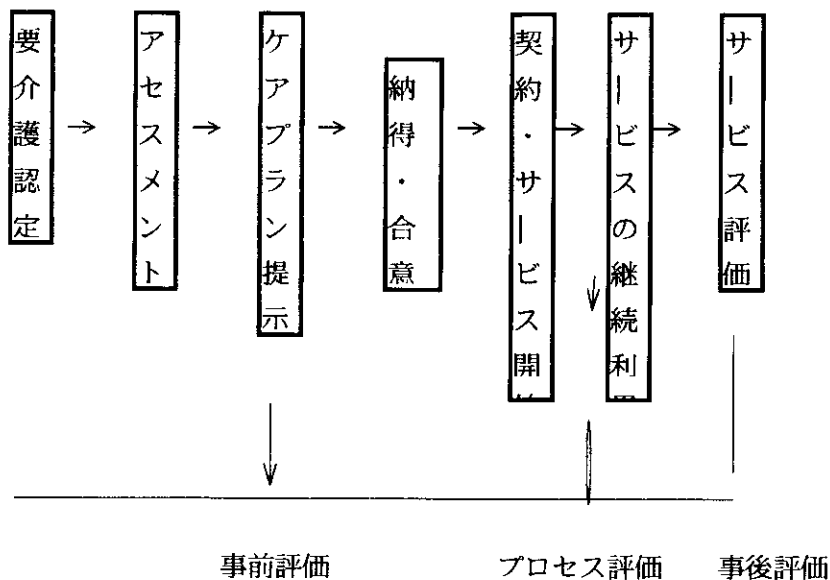 要介護認定
アセスメント
ケアプラン提示
納得・合意
契約・サービス開
サービスの継続利
サービス評価
事前評価
プロセス評価
事後評価